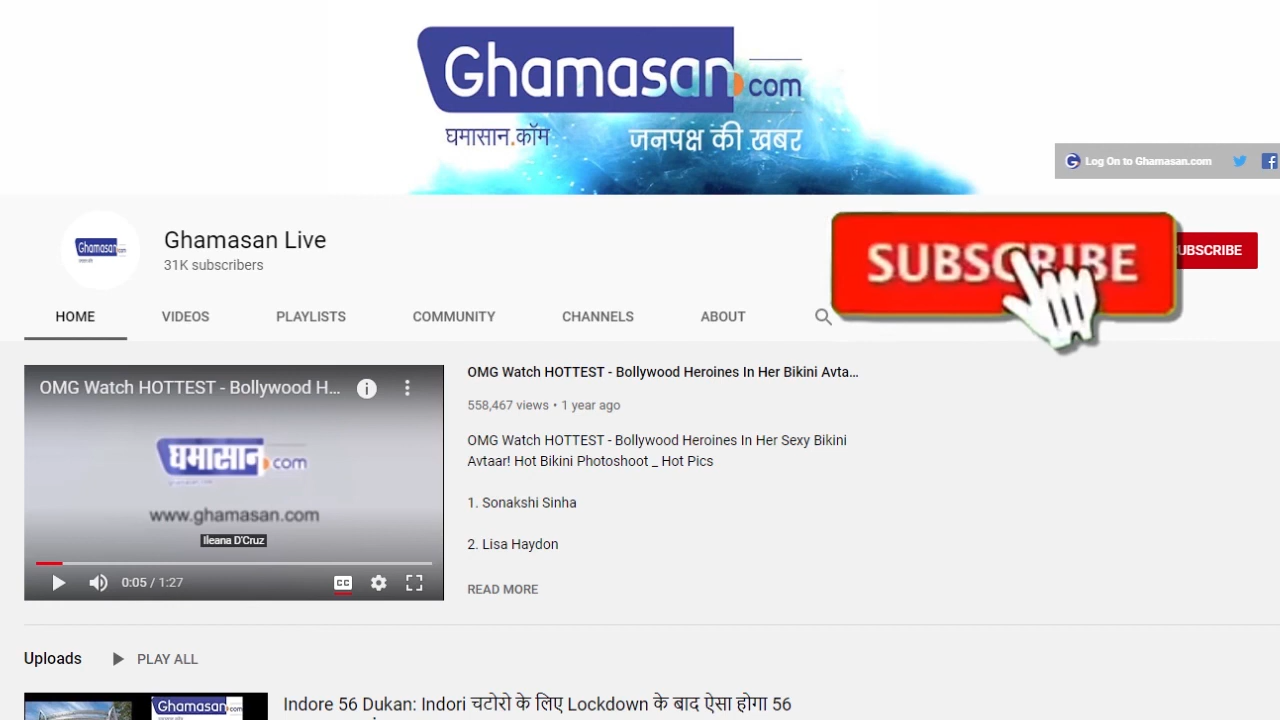 Ghamasan.com
घमासान.कॉम
जनपक्ष की खबर
Log On to Ghamasan.com
Ghamasan
Ghamasan Live
31K subscribers
SUBSCRIBE
UBSCRIBE
HOME
VIDEOS
PLAYLISTS
COMMUNITY
CHANNELS
ABOUT
OMG Watch HOTTEST - Bollywood H...
घमासान.com
www.ghamasan.com
Ileana D'Cruz
0:05 / 1:27
CC
OMG Watch HOTTEST - Bollywood Heroines In Her Bikini Avta...
558,467 views • 1 year ago
OMG Watch HOTTEST - Bollywood Heroines In Her Sexy Bikini
Avtaar! Hot Bikini Photoshoot _ Hot Pics
1. Sonakshi Sinha
2. Lisa Haydon
READ MORE
Uploads
PLAY ALL
Ghamasan
Indore 56 Dukan: Indori चटोरो के लिए Lockdown के बाद ऐसा होगा 56